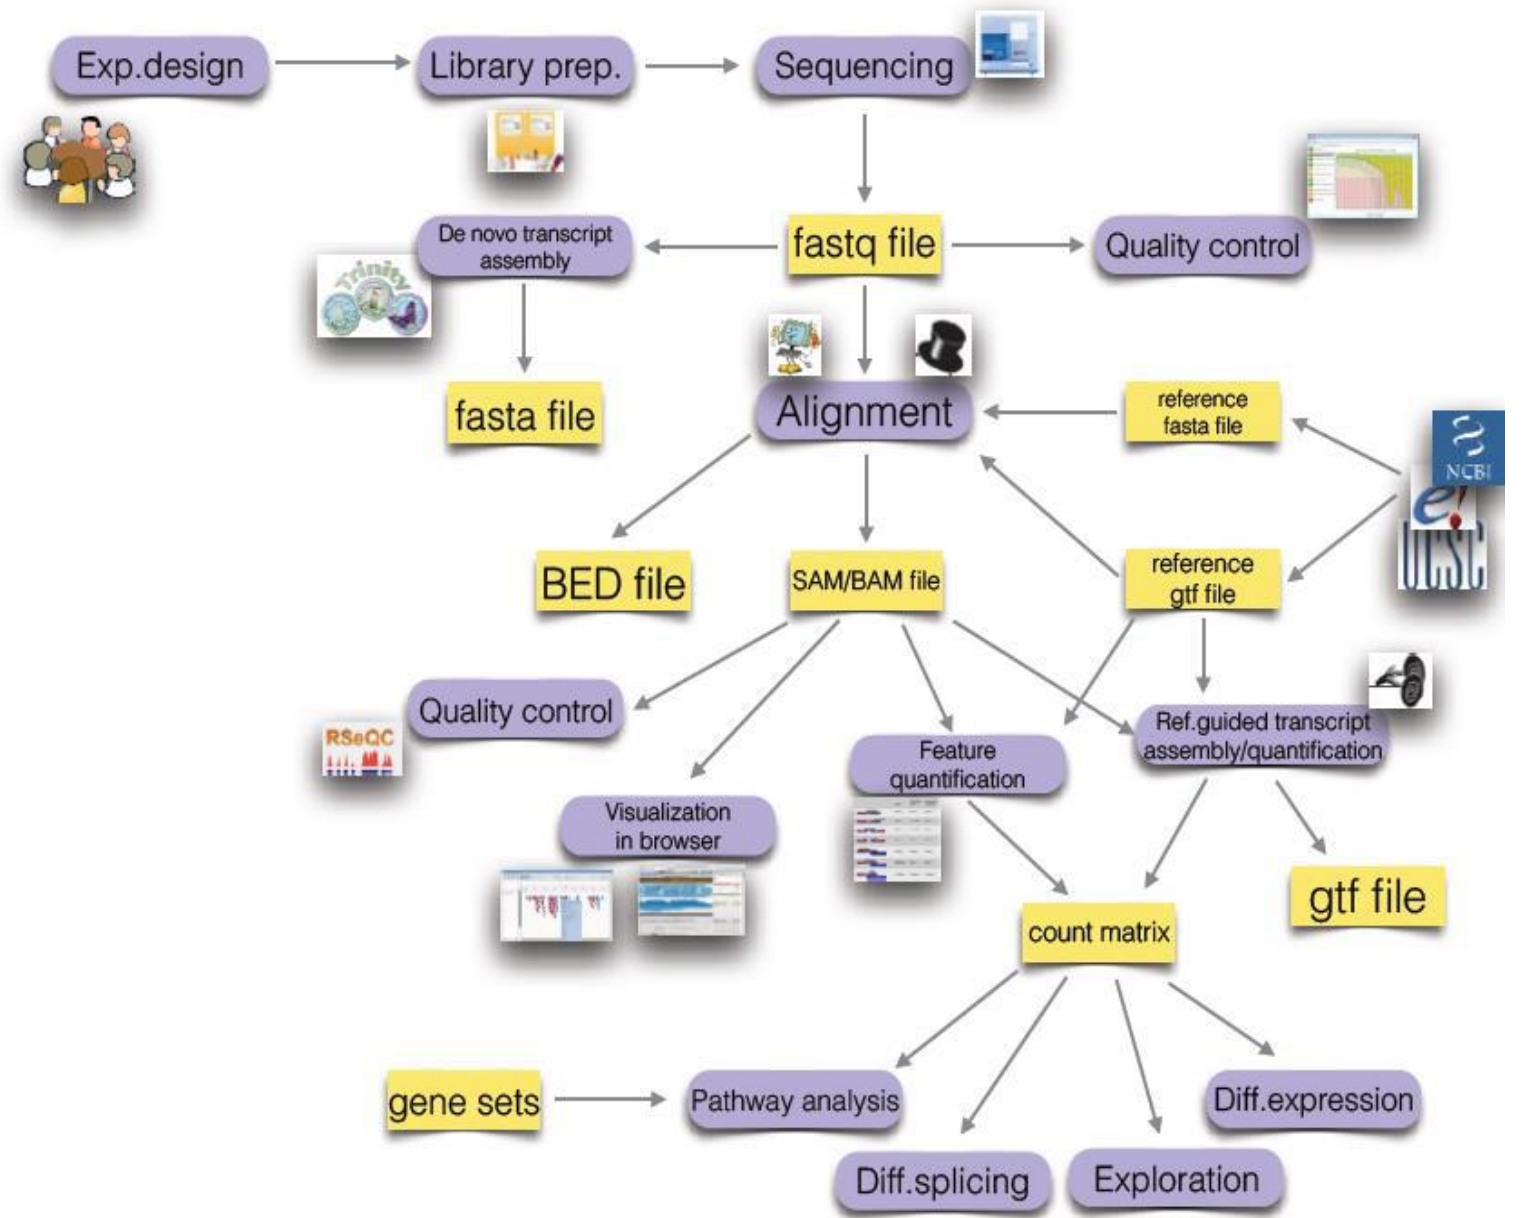 Exp.design
Library prep.
Sequencing
De novo transcript
assembly
fastq file
Quality control
Trinity
fasta file
Alignment
reference
fasta file
NCBI
e!
UCSC
BED file
SAM/BAM file
reference
gtf file
Quality control
RSeQC
Feature
quantification
Ref.guided transcript
assembly/quantification
Visualization
in browser
gtf file
count matrix
gene sets
Pathway analysis
Diff.expression
Diff.splicing
Exploration